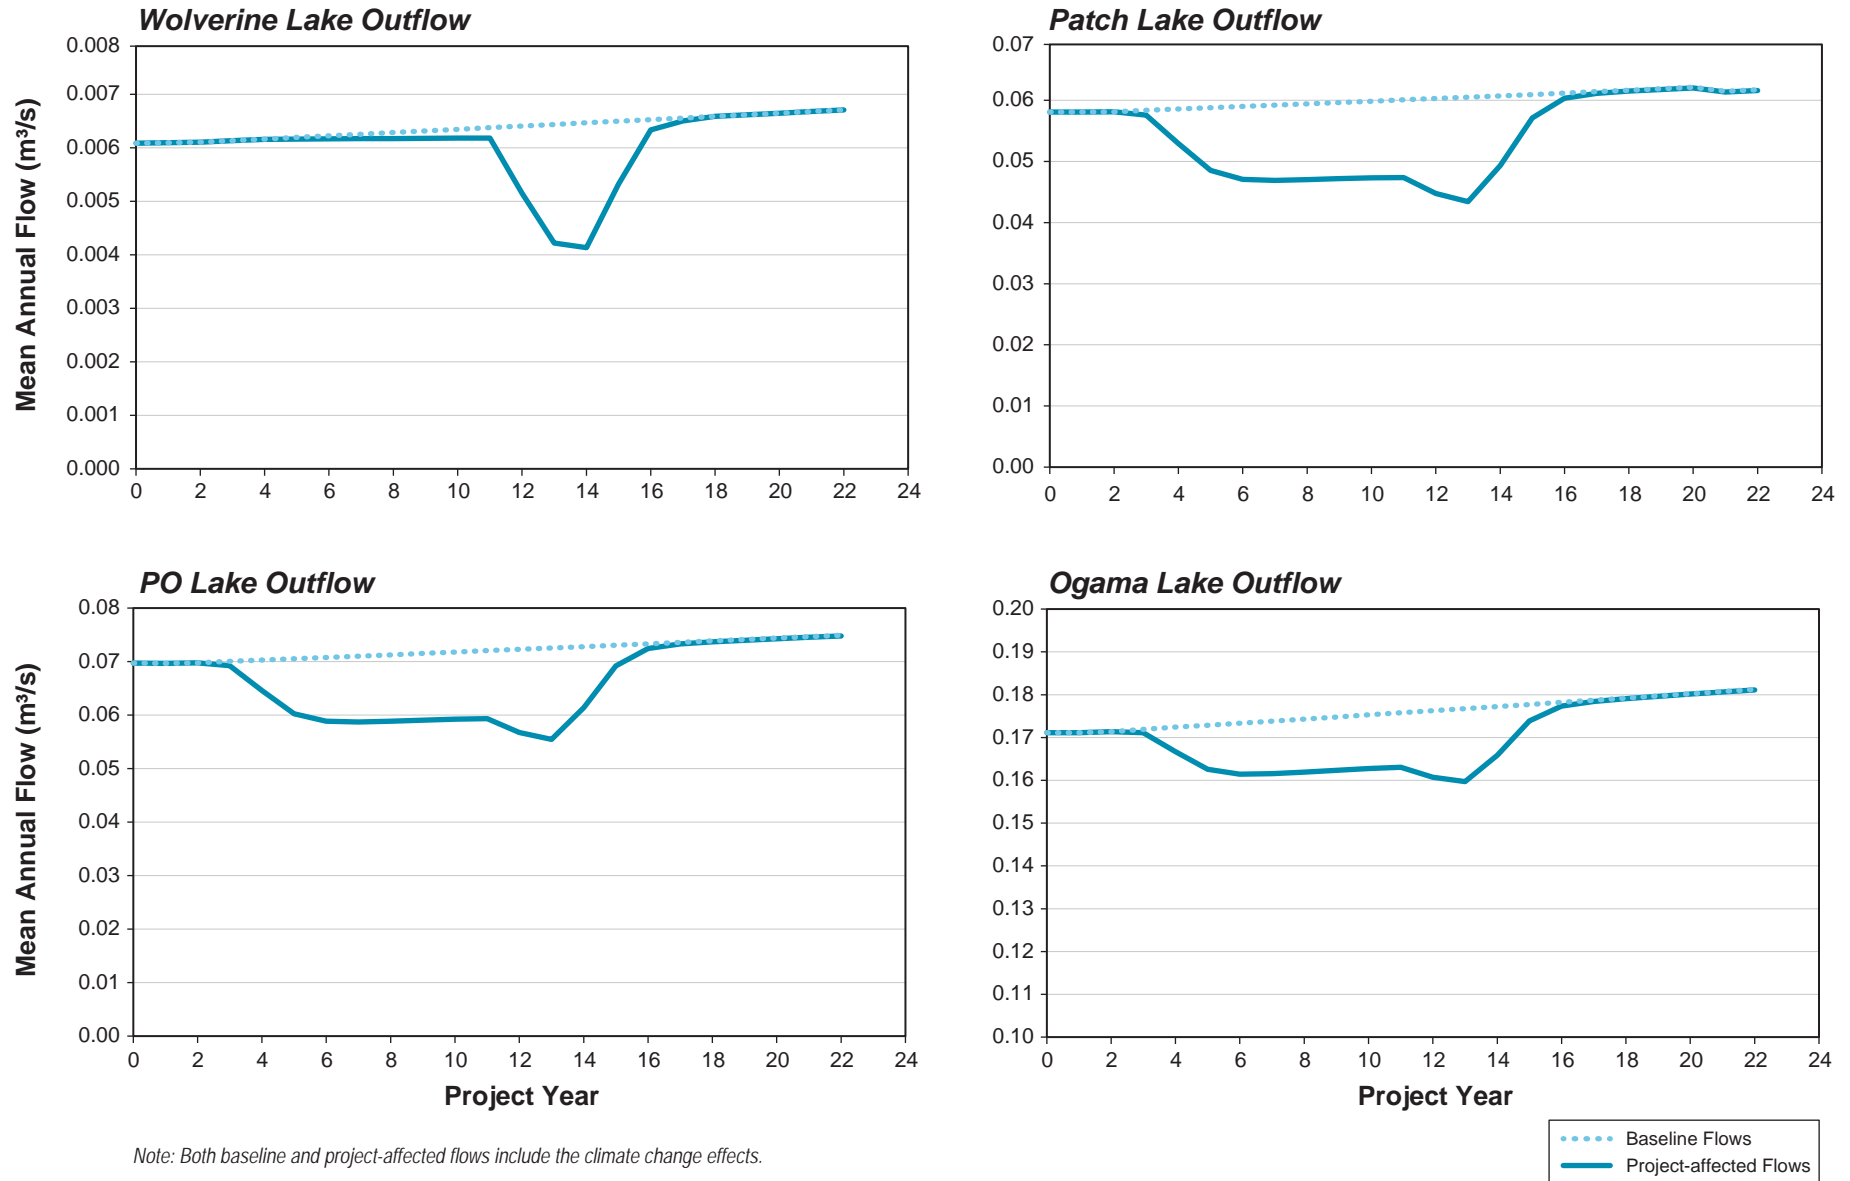 Wolverine Lake Outflow
Mean Annual Flow (m³/s)
0.008
0.007
0.006
0.005
0.004
0.003
0.002
0.001
0.000
0 2 4 6 8 10 12 14 16 18 20 22 24
Patch Lake Outflow
0.07
0.06
0.05
0.04
0.03
0.02
0.01
0.00
0 2 4 6 8 10 12 14 16 18 20 22 24
PO Lake Outflow
Mean Annual Flow (m³/s)
0.08
0.07
0.06
0.05
0.04
0.03
0.02
0.01
0.00
0 2 4 6 8 10 12 14 16 18 20 22 24
Project Year
Ogama Lake Outflow
0.20
0.19
0.18
0.17
0.16
0.15
0.14
0.13
0.12
0.11
0.10
0 2 4 6 8 10 12 14 16 18 20 22 24
Project Year
Note: Both baseline and project-affected flows include the climate change effects.
Baseline Flows
Project-affected Flows